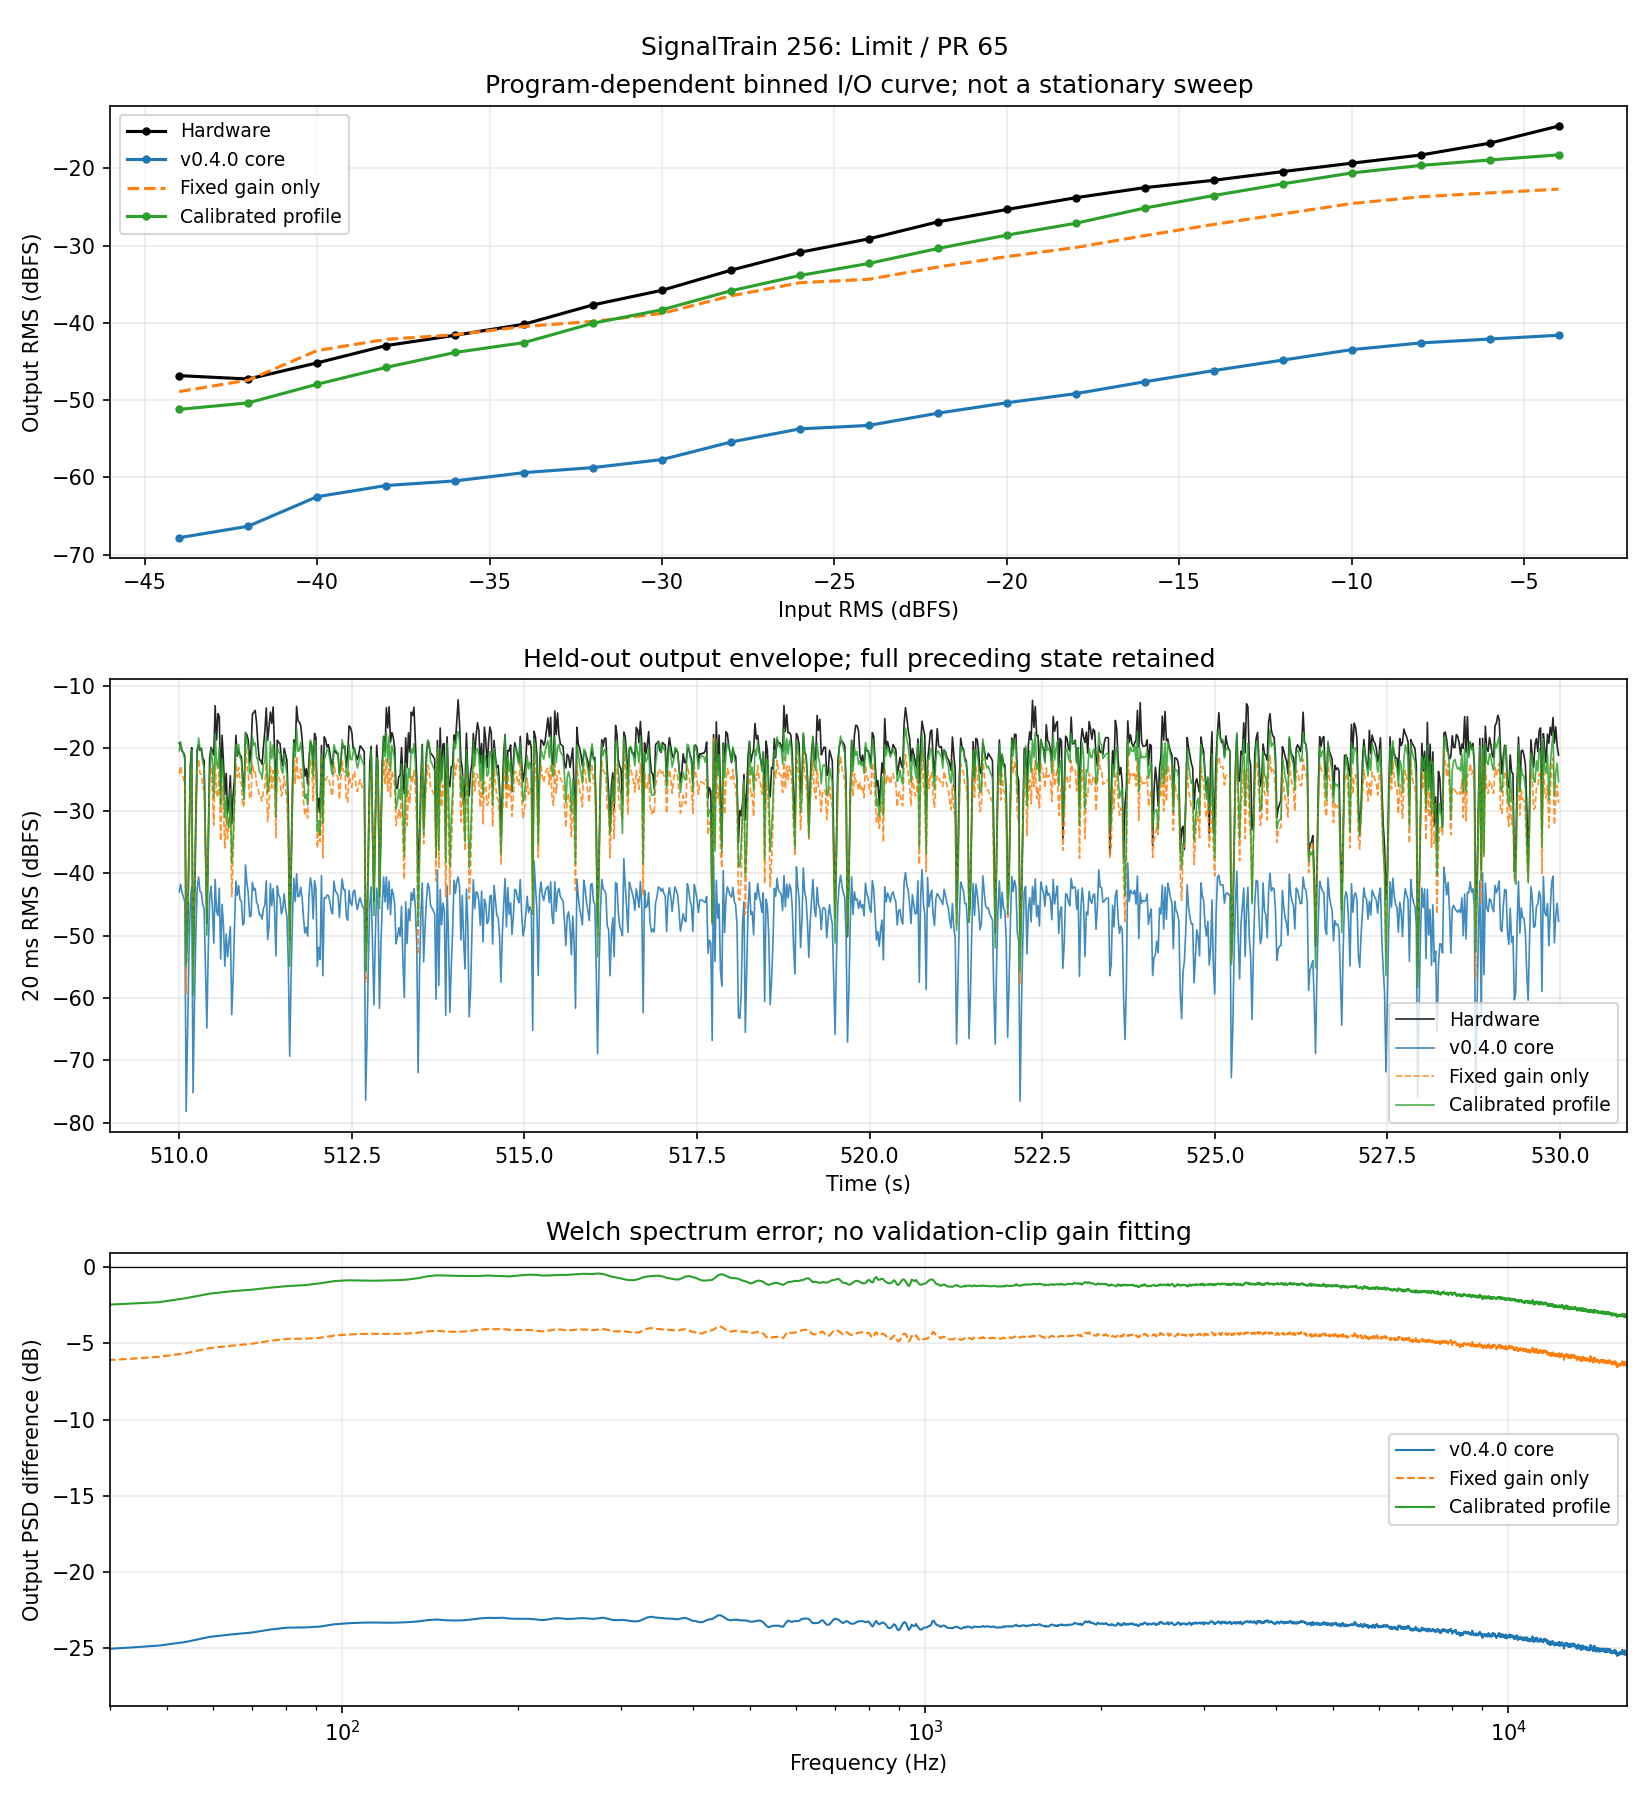 SignalTrain 256: Limit / PR 65
Program-dependent binned I/O curve; not a stationary sweep
Hardware
v0.4.0 core
Fixed gain only
Calibrated profile
Output RMS (dBFS)
−20
−30
−40
−50
−60
−70
−45 −40 −35 −30 −25 −20 −15 −10 −5
Input RMS (dBFS)
Held-out output envelope; full preceding state retained
20 ms RMS (dBFS)
−10
−20
−30
−40
−50
−60
−70
−80
Hardware
v0.4.0 core
Fixed gain only
Calibrated profile
510.0 512.5 515.0 517.5 520.0 522.5 525.0 527.5 530.0
Time (s)
Welch spectrum error; no validation-clip gain fitting
Output PSD difference (dB)
0
−5
−10
−15
−20
−25
v0.4.0 core
Fixed gain only
Calibrated profile
10² 10³ 10⁴
Frequency (Hz)